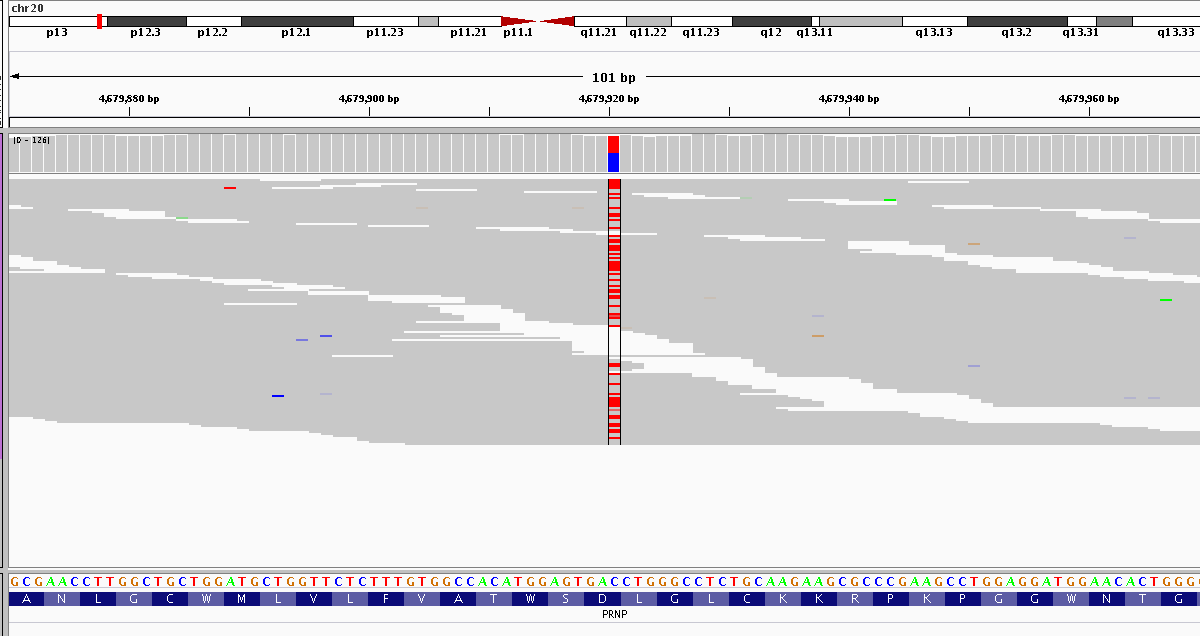 chr20
p13 p12.3 p12.2 p12.1 p11.23 p11.21 p11.1 q11.21 q11.22 q11.23 q12 q13.11 q13.13 q13.2 q13.31 q13.33
101 bp
4,679,880 bp 4,679,900 bp 4,679,920 bp 4,679,940 bp 4,679,960 bp
[0 - 126]
GCGAACCTTGGCTGCTGGATGCTGGTTCTCTTTGTGGCCACATGGAGTGACCTGGGCCTCTGCAAGAAGCGCCCGAAGCCTGGAGGATGGAACACTGGG
A N L G C W M L V L F V A T W S D L G L C K K R P K P G G W N T G
PRNP